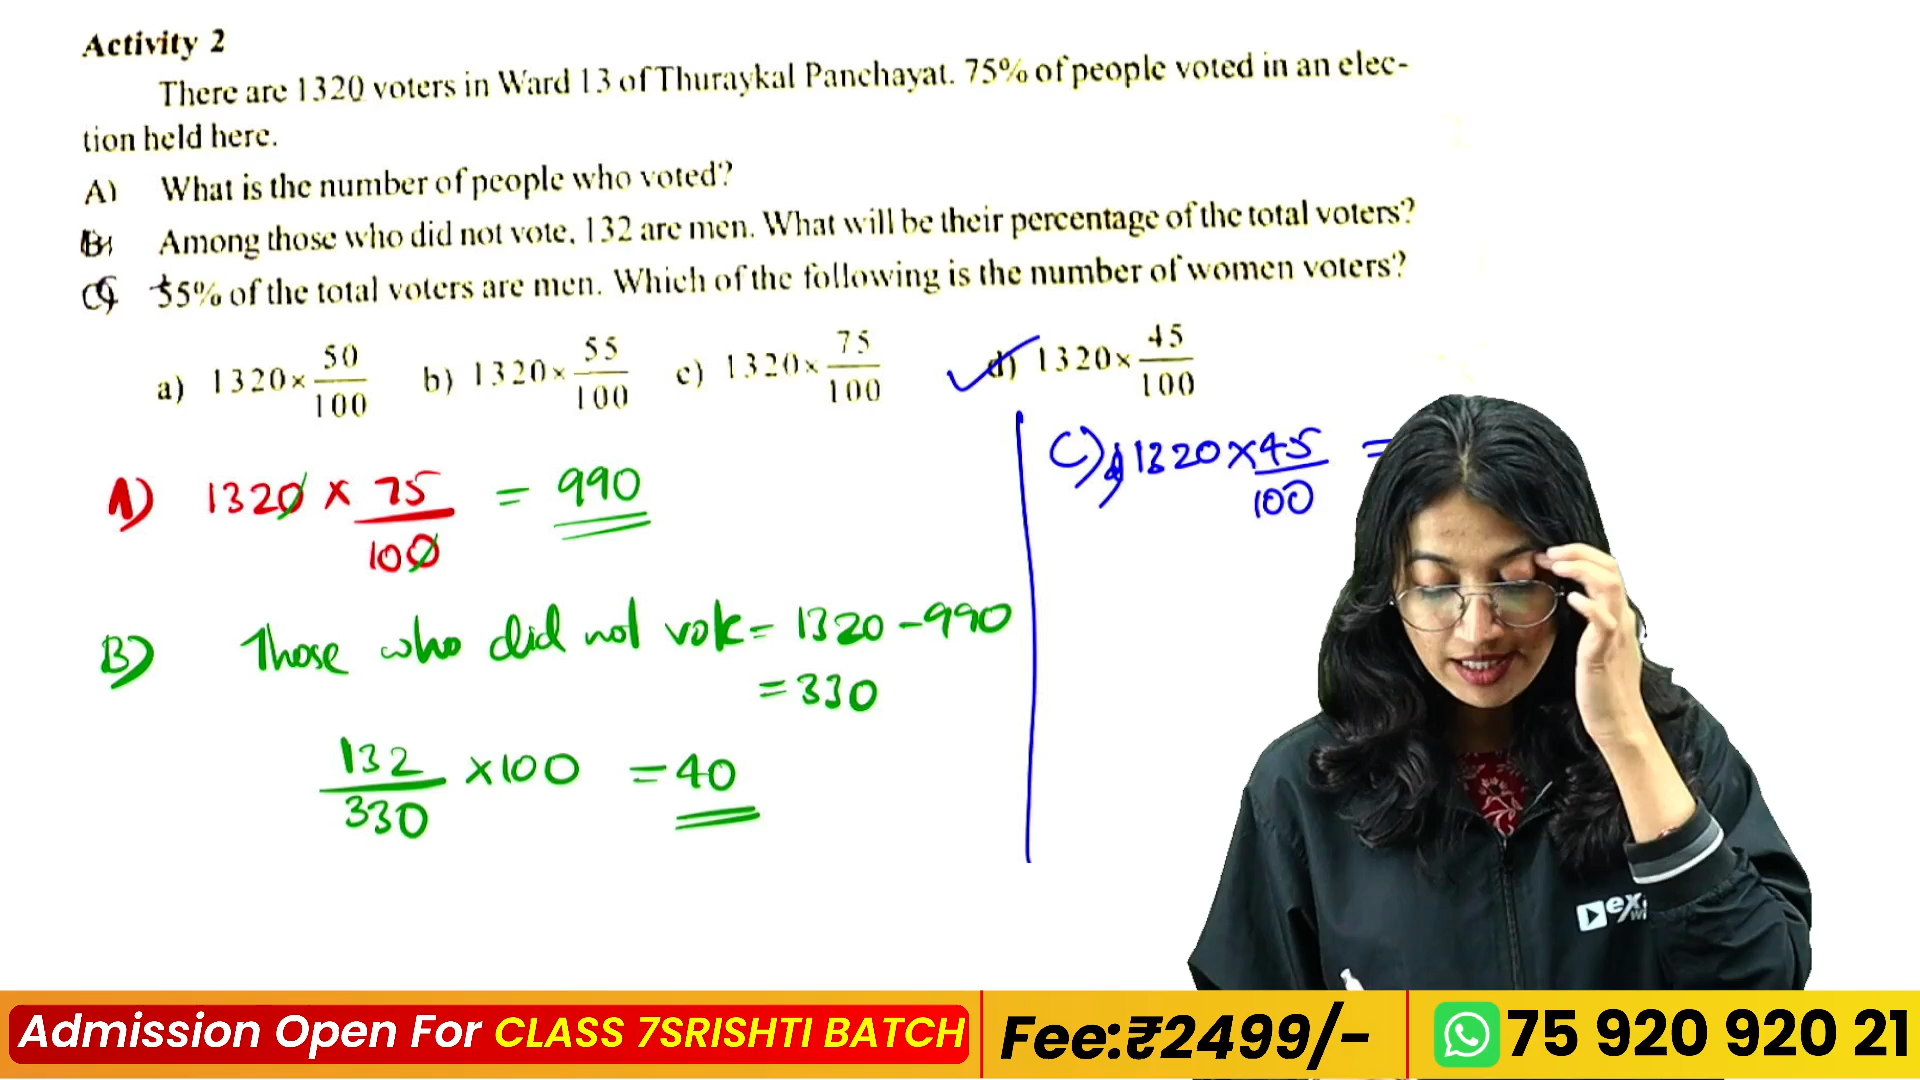 Activity 2
There are 1320 voters in Ward 13 of Thuraykal Panchayat. 75% of people voted in an elec-
tion held here.
A) What is the number of people who voted?
B) Among those who did not vote, 132 are men. What will be their percentage of the total voters?
C) 55% of the total voters are men. Which of the following is the number of women voters?
a) 1320× 50/100 b) 1320× 55/100 c) 1320× 75/100 d) 1320× 45/100
A) 1320 × 75/100 = 990
C) d) 1320 × 45/100 =
B) Those who did not vote = 1320 - 990
= 330
132/330 ×100 = 40
Admission Open For CLASS 7SRISHTI BATCH
Fee:₹2499/-
75 920 920 21